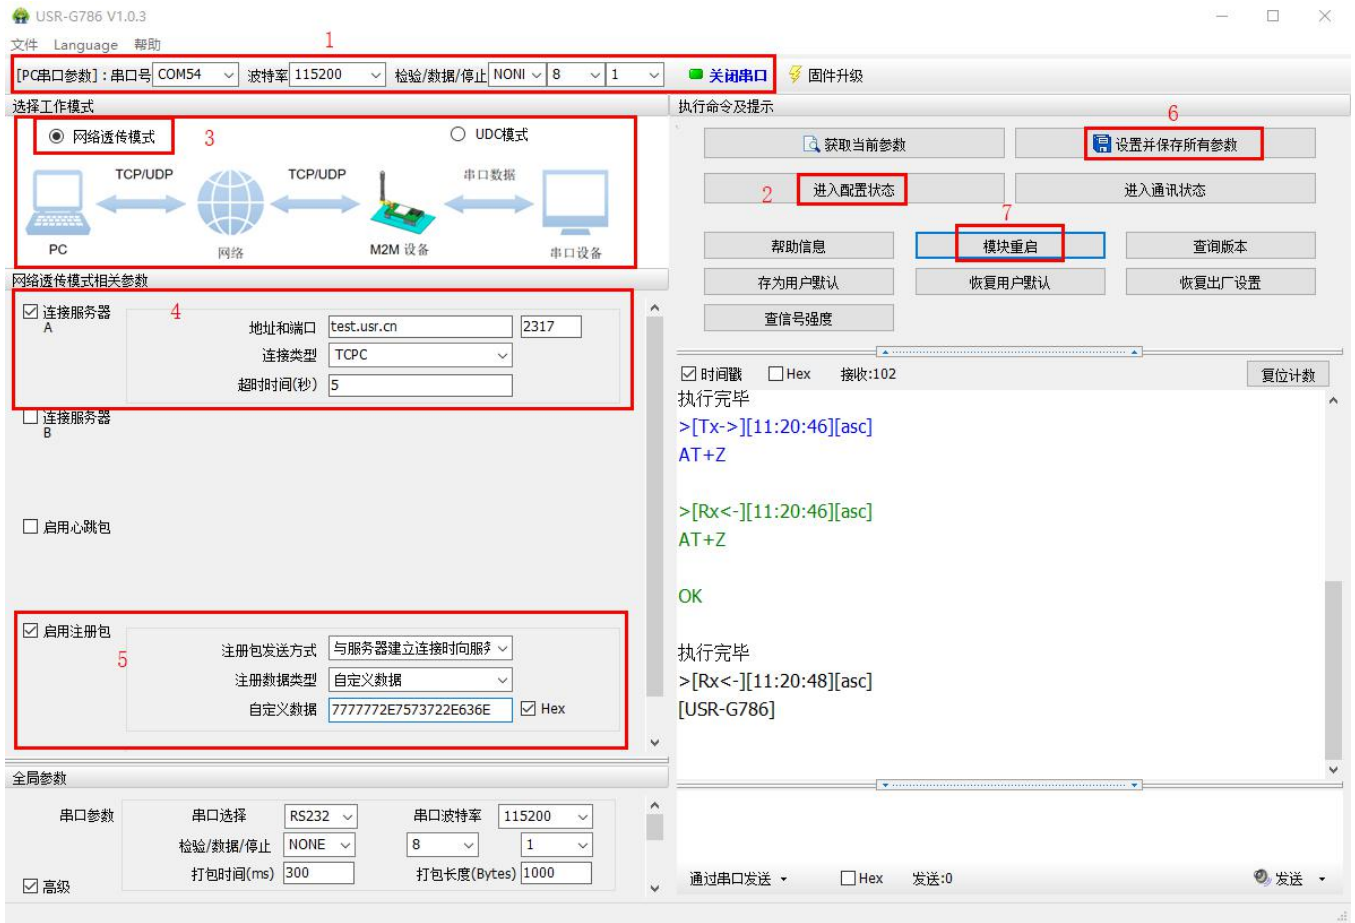 USR-G786 V1.0.3
文件 Language 帮助
1
[PC串口参数]：串口号 COM54 波特率 115200 检验/数据/停止 NONI 8 1 关闭串口 固件升级
选择工作模式
网络透传模式 3 UDC模式
TCP/UDP TCP/UDP 串口数据
PC 网络 M2M 设备 串口设备
网络透传模式相关参数
连接服务器
A
4
地址和端口 test.usr.cn 2317
连接类型 TCPC
超时时间(秒) 5
连接服务器
B
启用心跳包
启用注册包
5
注册包发送方式 与服务器建立连接时向服务
注册数据类型 自定义数据
自定义数据 7777772E7573722E636E Hex
全局参数
串口参数 串口选择 RS232 串口波特率 115200
检验/数据/停止 NONE 8 1
打包时间(ms) 300 打包长度(Bytes) 1000
高级
执行命令及提示
6
获取当前参数 设置并保存所有参数
2 进入配置状态 进入通讯状态
7
帮助信息 模块重启 查询版本
存为用户默认 恢复用户默认 恢复出厂设置
查信号强度
时间戳 Hex 接收:102 复位计数
执行完毕
>[Tx->][11:20:46][asc]
AT+Z
>[Rx<-][11:20:46][asc]
AT+Z
OK
执行完毕
>[Rx<-][11:20:48][asc]
[USR-G786]
通过串口发送 Hex 发送:0 发送